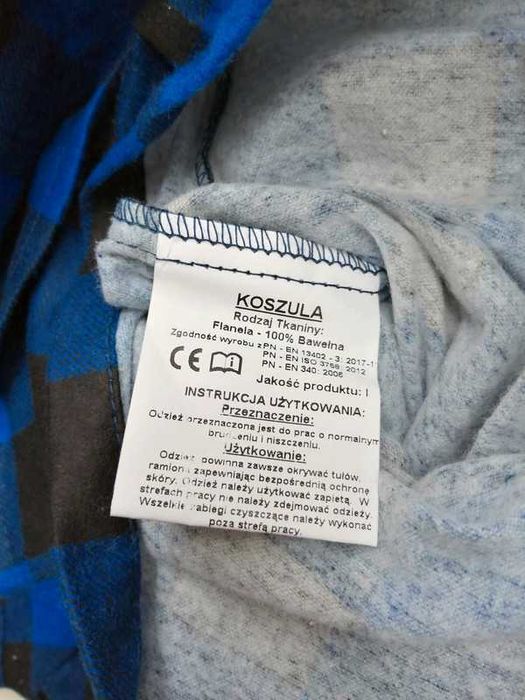 KOSZULA
Rodzaj Tkaniny:
Flanela - 100% Bawełna
Zgodność wyrobu z PN - EN 13402 - 3: 2017-1
PN - EN ISO 3758: 2012
PN - EN 340: 2006
CE
Jakość produktu: I
INSTRUKCJA UŻYTKOWANIA:
Przeznaczenie:
Odzież przeznaczona jest do prac o normalnym
brudzeniu i niszczeniu.
Użytkowanie:
Odzież powinna zawsze okrywać tułów,
ramiona zapewniając bezpośrednią ochronę
skóry. Odzież należy użytkować zapiętą. W
strefach pracy nie należy zdejmować odzieży.
Wszelkie zabiegi czyszczące należy wykonać
poza strefą pracy.